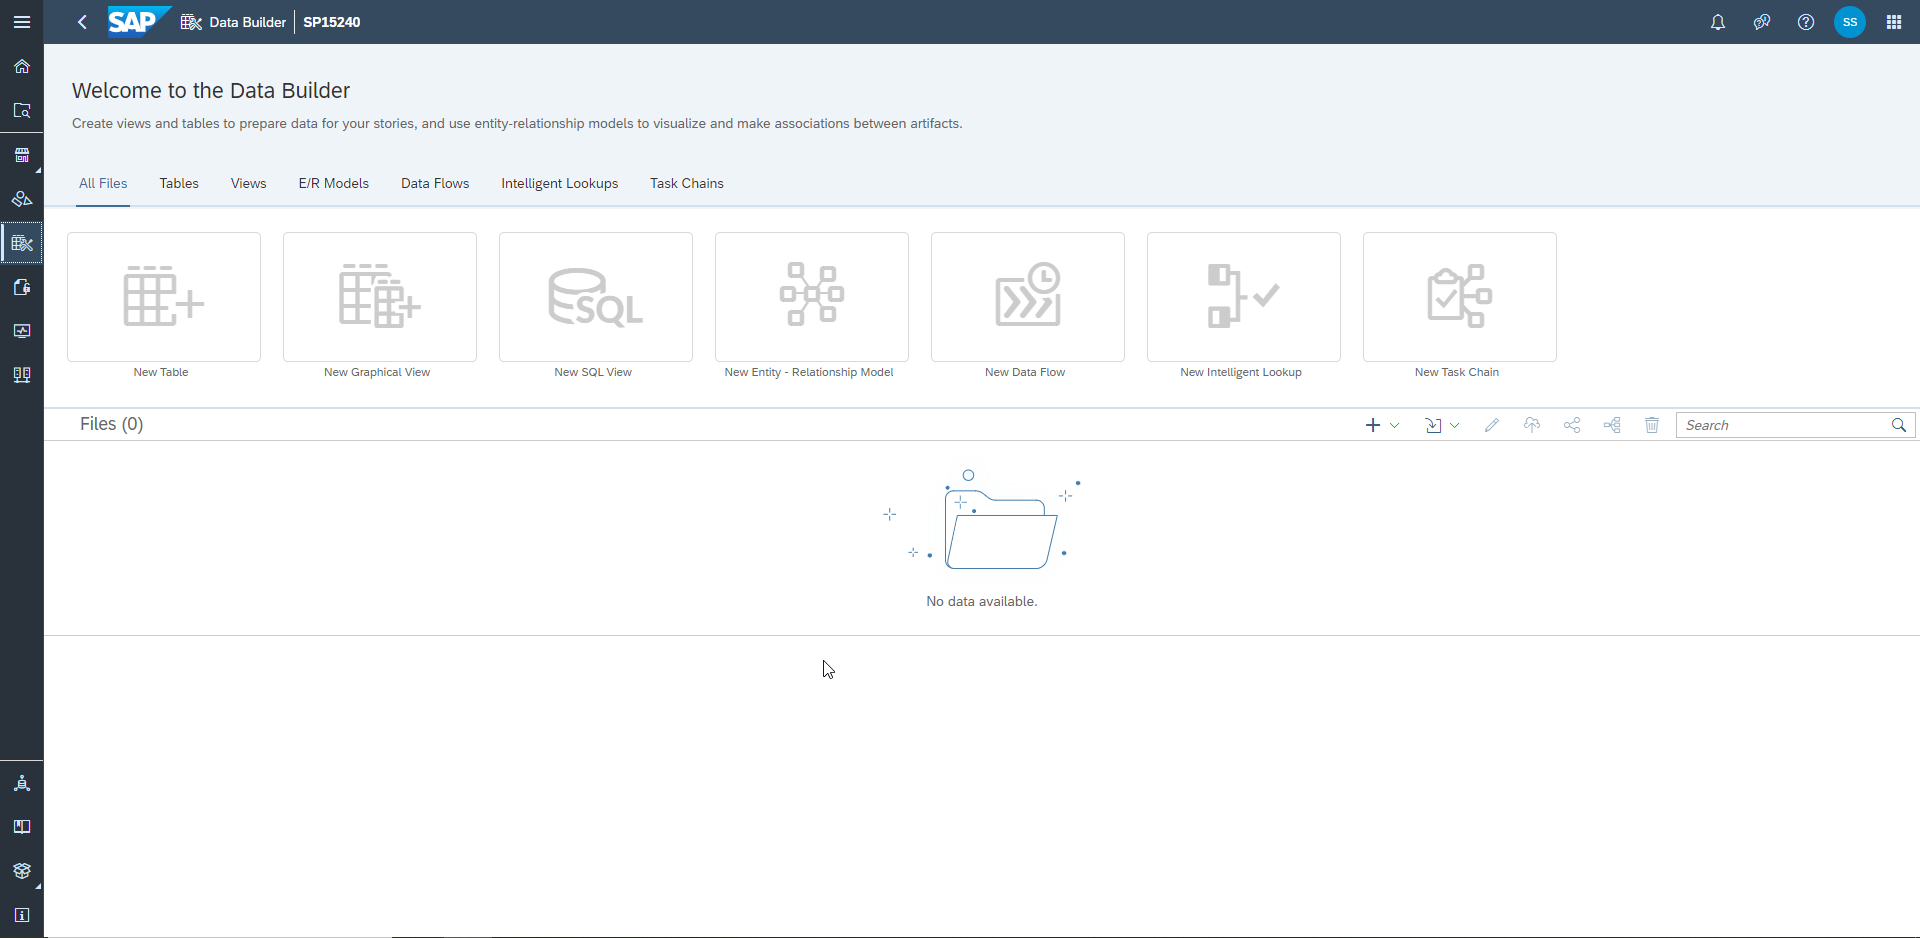 SAP Data Builder SP15240
SS
Welcome to the Data Builder
Create views and tables to prepare data for your stories, and use entity-relationship models to visualize and make associations between artifacts.
All Files Tables Views E/R Models Data Flows Intelligent Lookups Task Chains
SQL
New Table New Graphical View New SQL View New Entity - Relationship Model New Data Flow New Intelligent Lookup New Task Chain
Files (0) Search
No data available.